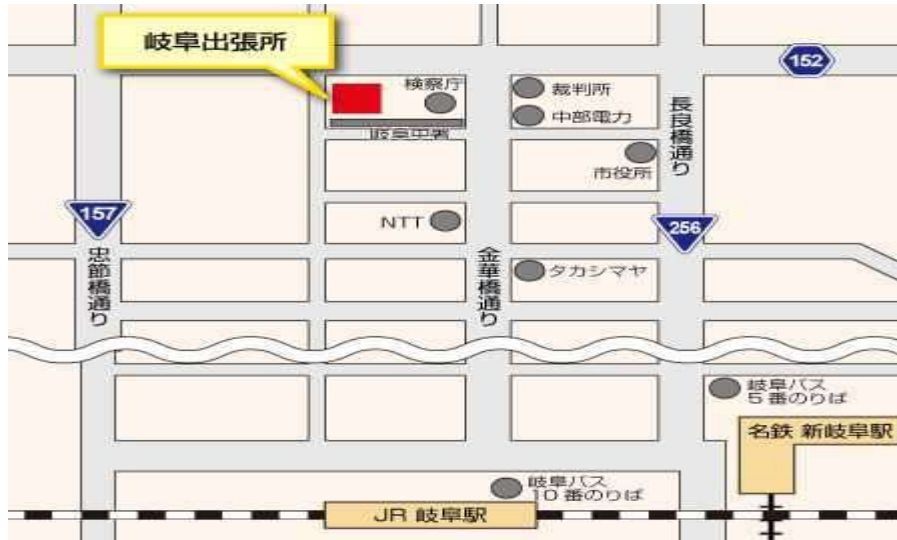 岐阜出張所
152
検察庁
裁判所
中部電力
岐阜中署
長良橋通り
市役所
157
NTT
256
忠節橋通り
金華橋通り
タカシマヤ
岐阜バス
5番のりば
名鉄 新岐阜駅
岐阜バス
10番のりば
JR 岐阜駅